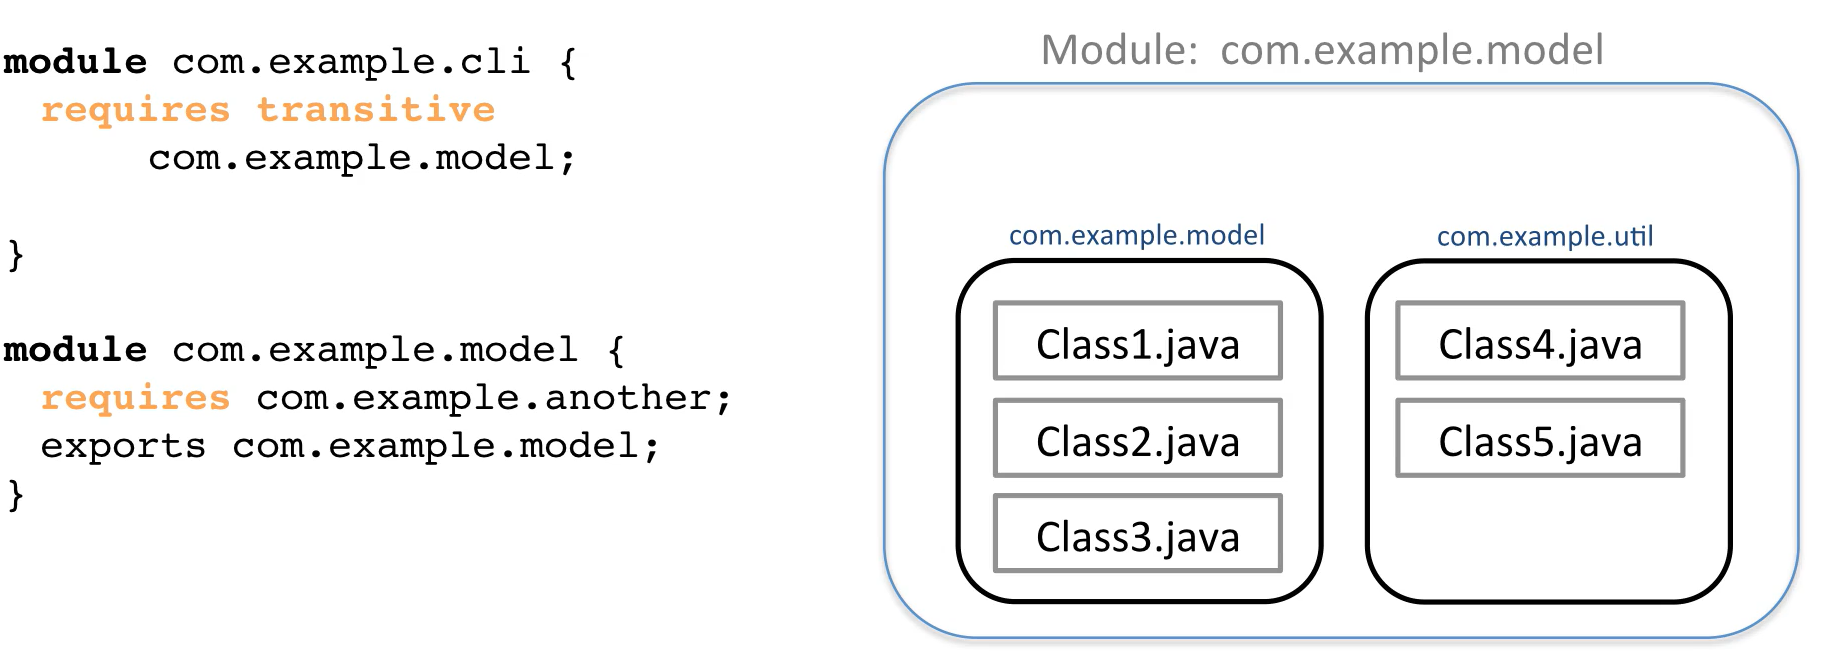 module com.example.cli {
requires transitive
com.example.model;
}
module com.example.model {
requires com.example.another;
exports com.example.model;
}
Module: com.example.model
com.example.model
Class1.java
Class2.java
Class3.java
com.example.util
Class4.java
Class5.java